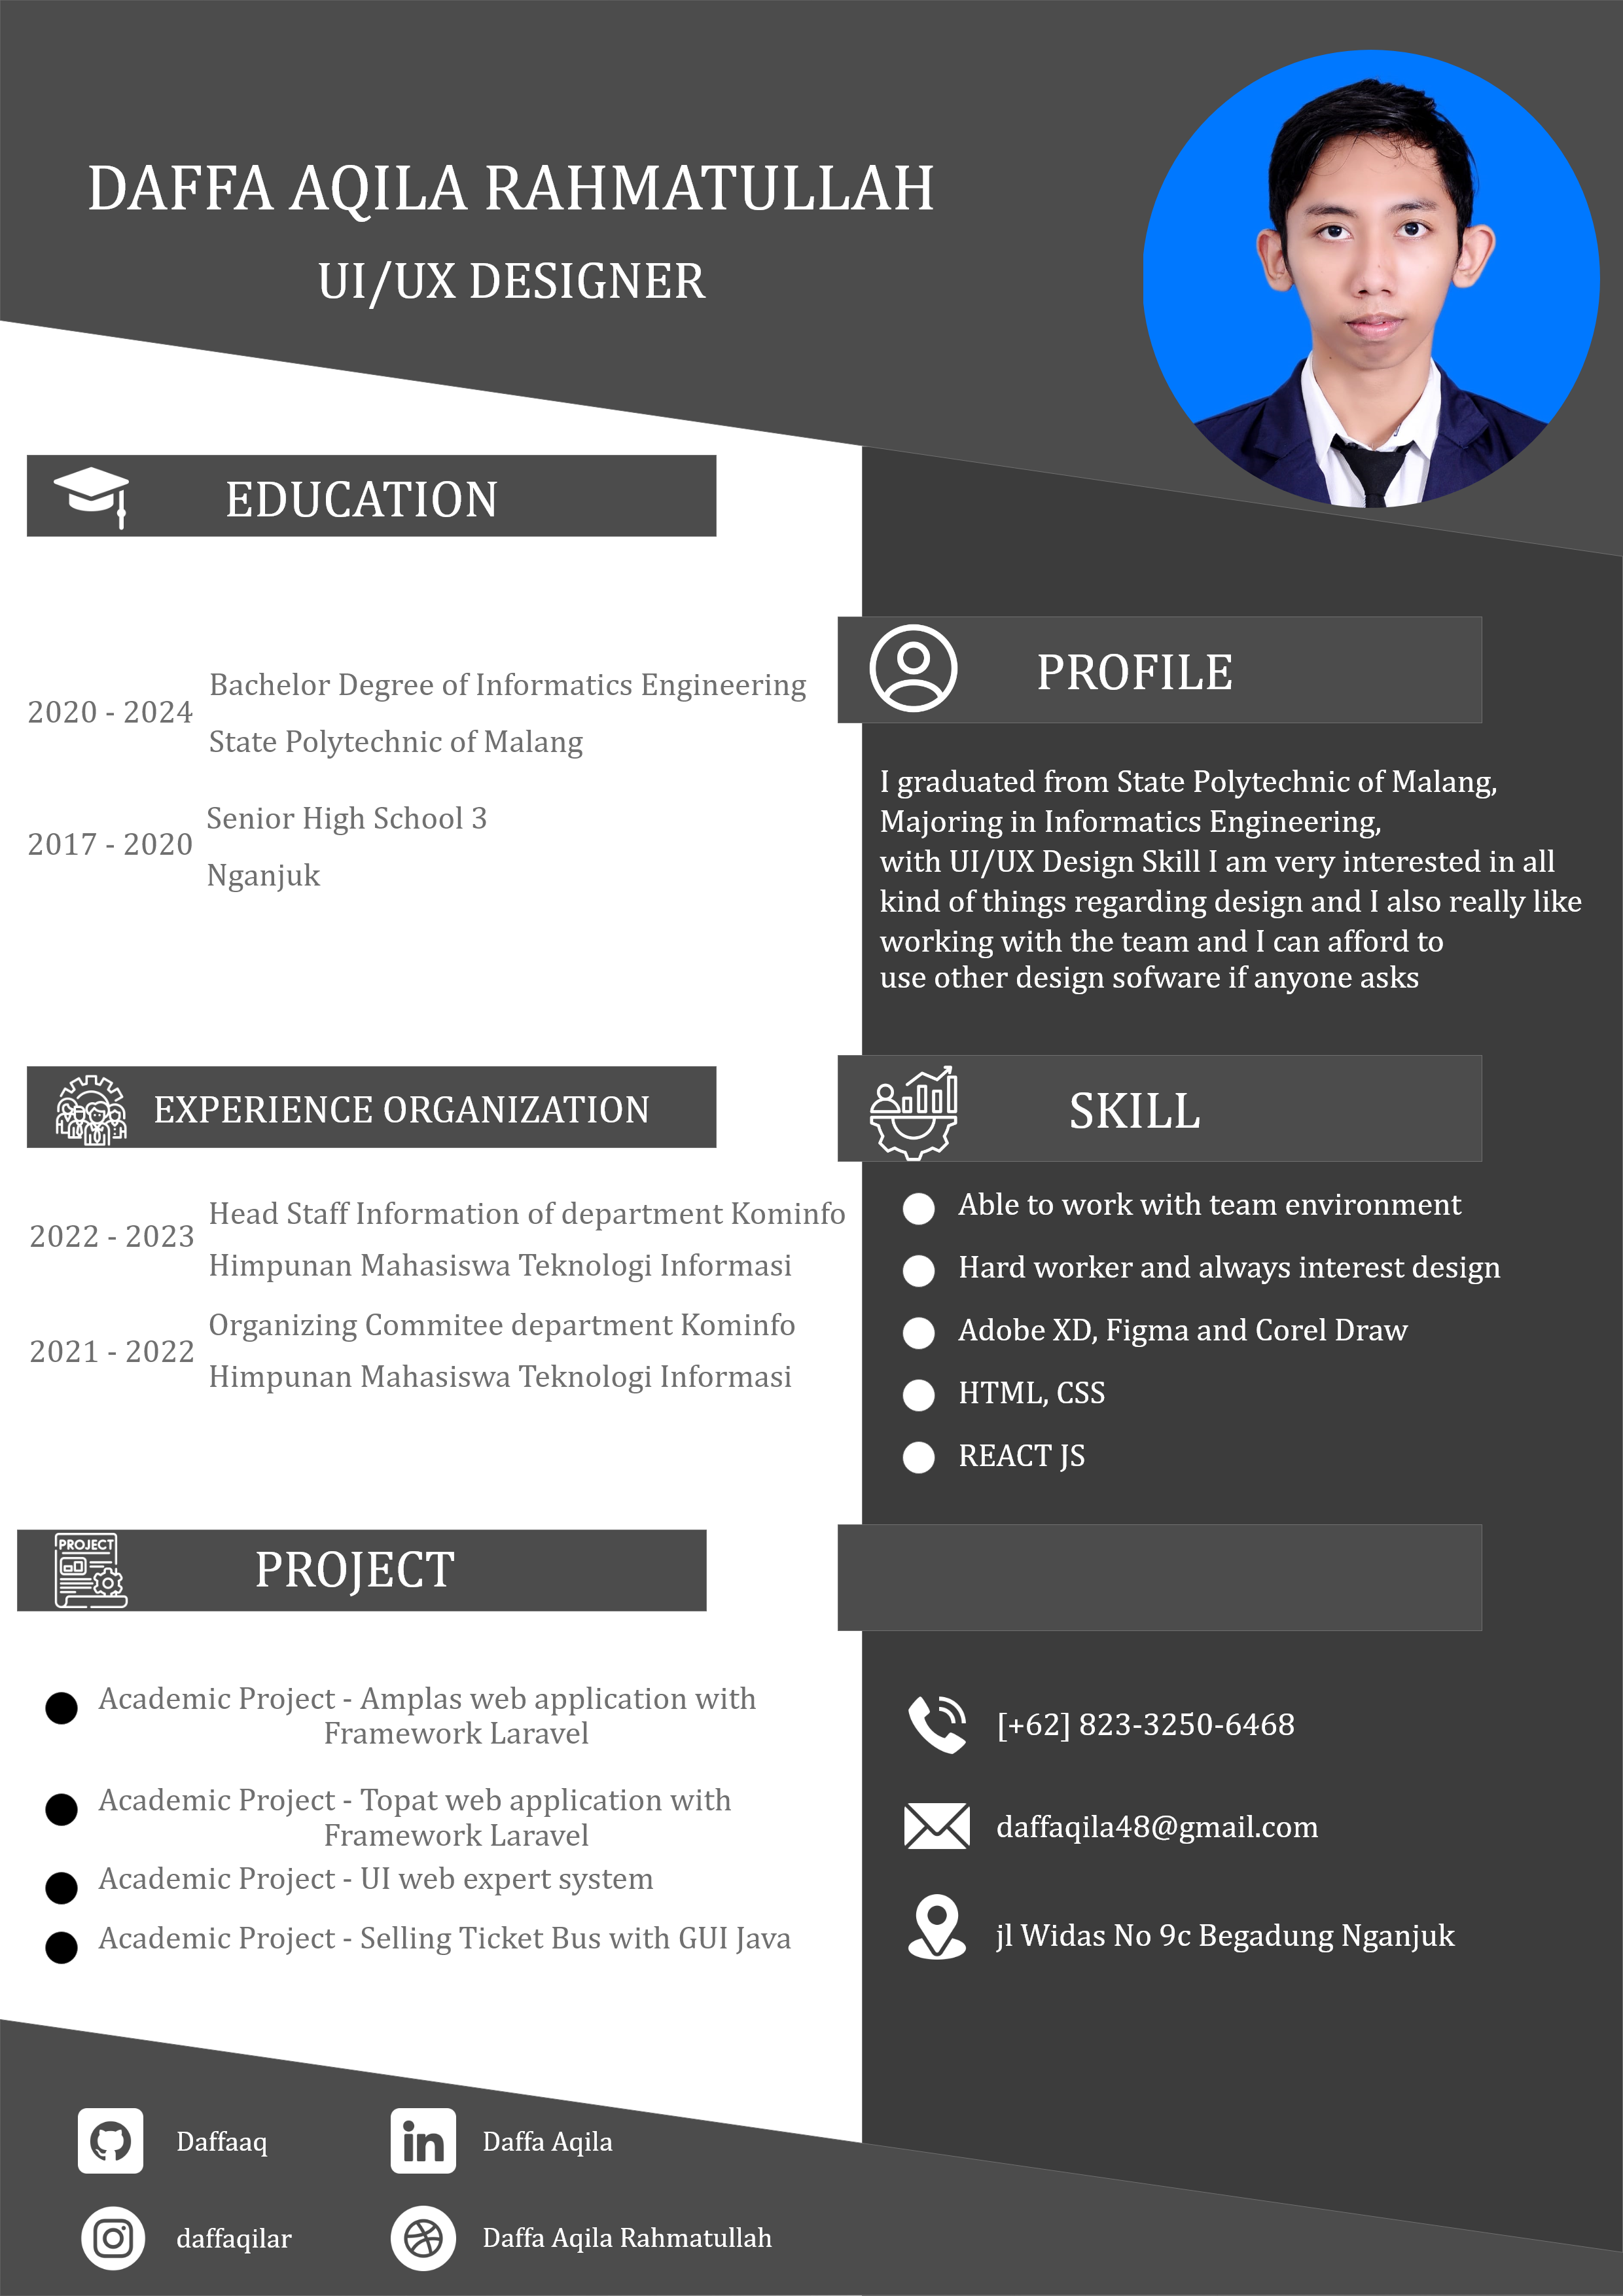 DAFFA AQILA RAHMATULLAH
UI/UX DESIGNER
EDUCATION
2020 - 2024
Bachelor Degree of Informatics Engineering
State Polytechnic of Malang
2017 - 2020
Senior High School 3
Nganjuk
EXPERIENCE ORGANIZATION
2022 - 2023
Head Staff Information of department Kominfo
Himpunan Mahasiswa Teknologi Informasi
2021 - 2022
Organizing Commitee department Kominfo
Himpunan Mahasiswa Teknologi Informasi
PROJECT
PROJECT
Academic Project - Amplas web application with
Framework Laravel
Academic Project - Topat web application with
Framework Laravel
Academic Project - UI web expert system
Academic Project - Selling Ticket Bus with GUI Java
PROFILE
I graduated from State Polytechnic of Malang,
Majoring in Informatics Engineering,
with UI/UX Design Skill I am very interested in all
kind of things regarding design and I also really like
working with the team and I can afford to
use other design sofware if anyone asks
SKILL
Able to work with team environment
Hard worker and always interest design
Adobe XD, Figma and Corel Draw
HTML, CSS
REACT JS
[+62] 823-3250-6468
daffaqila48@gmail.com
jl Widas No 9c Begadung Nganjuk
Daffaaq
in
Daffa Aqila
daffaqilar
Daffa Aqila Rahmatullah